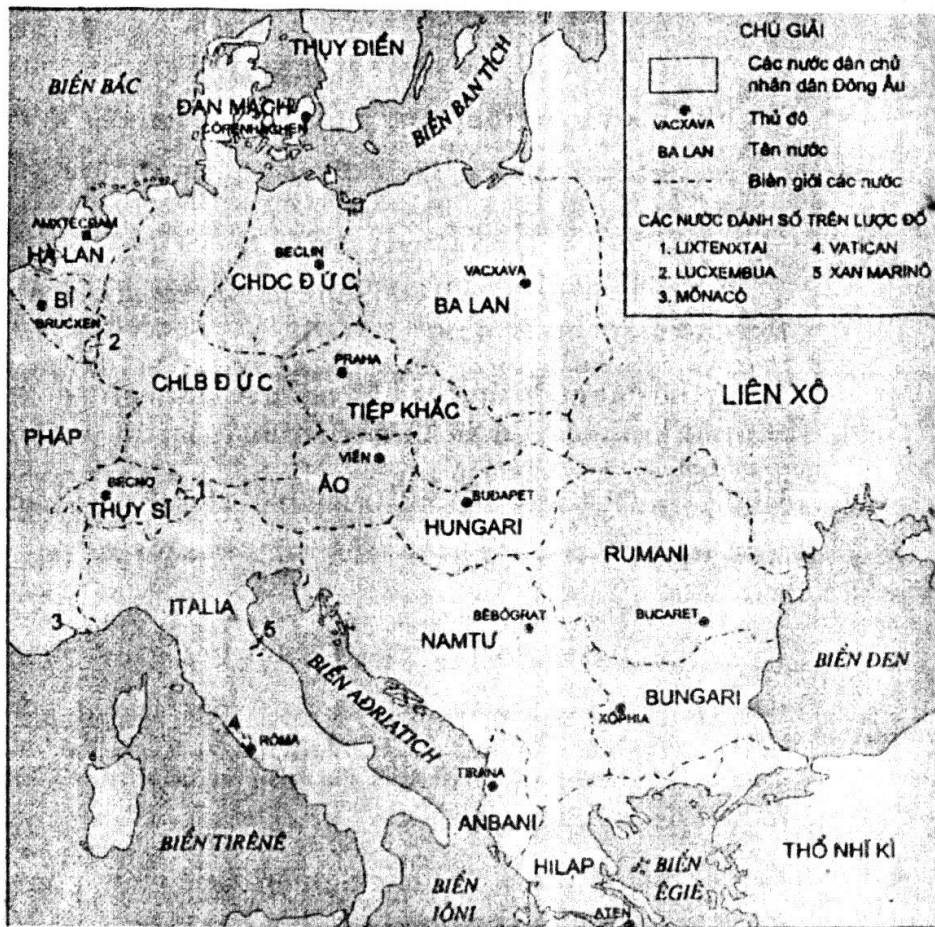 CHÚ GIẢI
Các nước dân chủ
nhân dân Đông Âu
VACXAVA Thủ đô
BA LAN Tên nước
Biên giới các nước
CÁC NƯỚC ĐÁNH SỐ TRÊN LƯỢC ĐỒ
1. LIXTENXTAI 4. VATICAN
2. LUCXEMBUA 5 XAN MARINÔ
3. MÔNACÔ
THỤY ĐIỂN
BIỂN BẮC
BIỂN BAN TÍCH
ĐAN MẠCH
CÔPENHAGHEN
AMXTECĐAM
HÀ LAN
BECLIN
CHDC ĐỨC
VACXAVA
BA LAN
BỈ
BRUCXEN
2
PRAHA
CHLB ĐỨC
TIỆP KHẮC
LIÊN XÔ
PHÁP
VIÊN
ÁO
BECNƠ
1
THỤY SĨ
BUDAPET
HUNGARI
RUMANI
ITALIA
3
5
BÊÔGRAT
NAMTƯ
BUCARET
BIỂN ĐEN
BIỂN ADRIATICH
BUNGARI
XÔPHIA
4
RÔMA
TIRANA
ANBANI
BIỂN TIRÊNÊ
HILAP
BIỂN
ÊGIÊ
THỔ NHĨ KÌ
BIỂN
IÔNI
ATEN